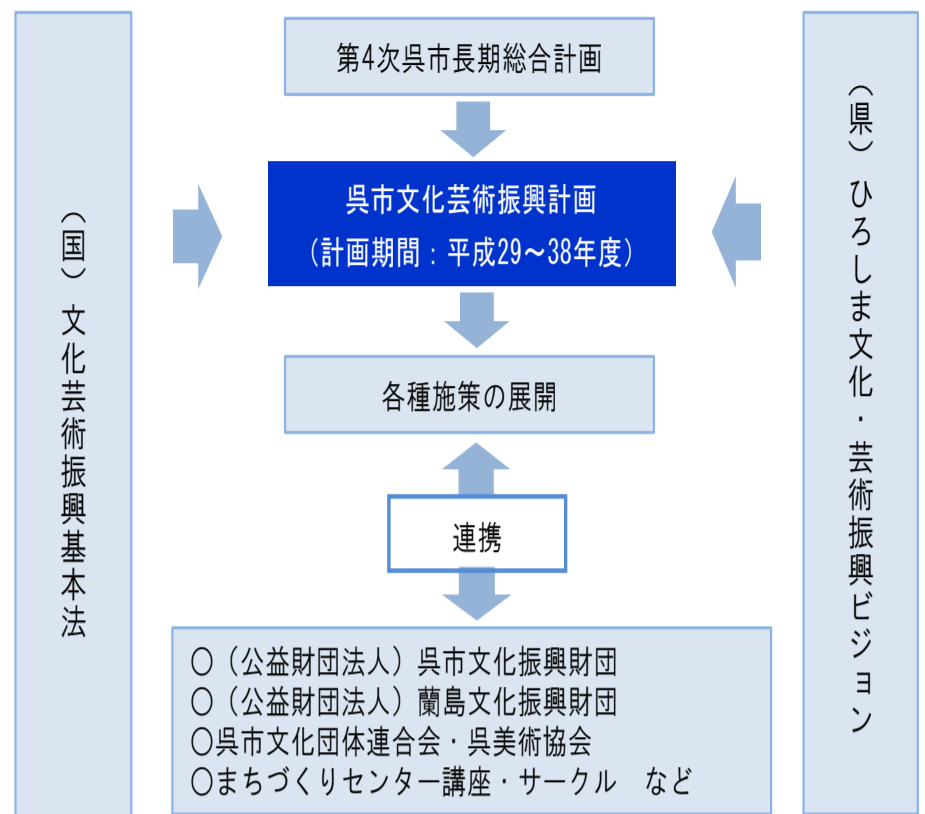 第4次呉市長期総合計画
（国）文化芸術振興基本法
呉市文化芸術振興計画
（計画期間：平成29～38年度）
（県）ひろしま文化・芸術振興ビジョン
各種施策の展開
連携
○（公益財団法人）呉市文化振興財団
○（公益財団法人）蘭島文化振興財団
○呉市文化団体連合会・呉美術協会
○まちづくりセンター講座・サークル　など